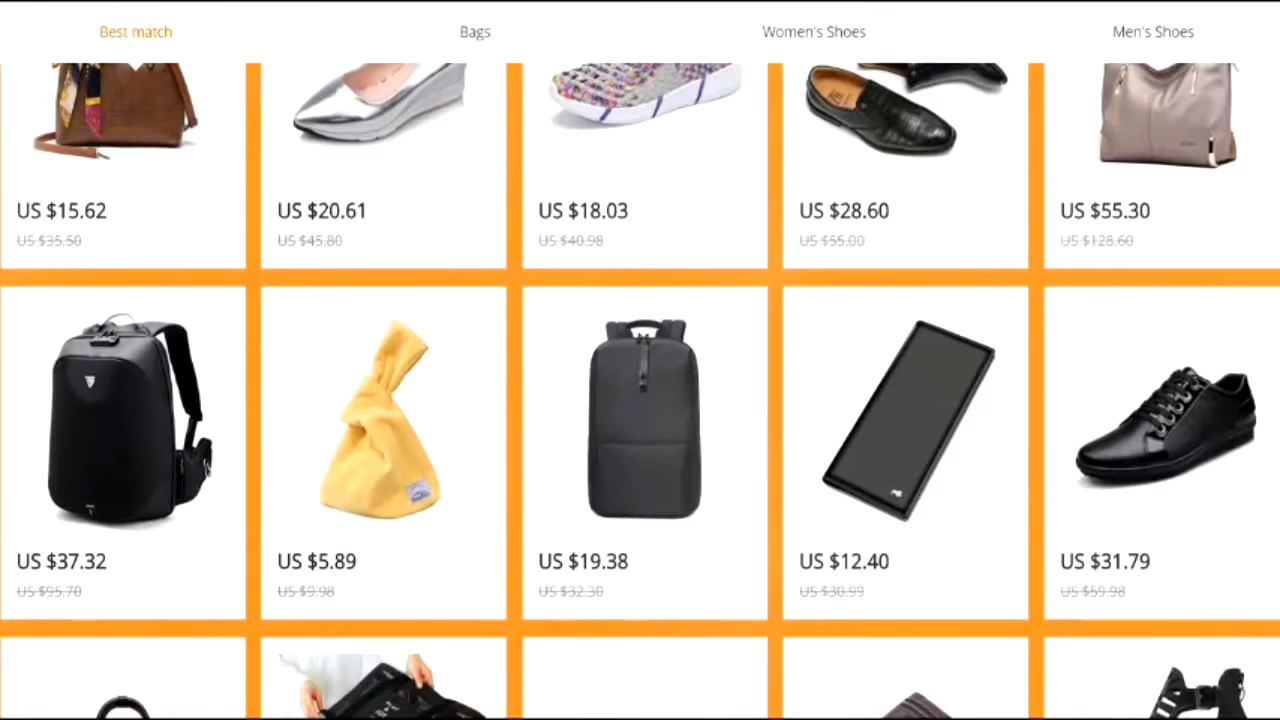 Best match
Bags
Women's Shoes
Men's Shoes
US $15.62
US $20.61
US $18.03
US $28.60
US $55.30
US $35.50
US $45.80
US $40.98
US $55.00
US $128.60
US $37.32
US $5.89
US $19.38
US $12.40
US $31.79
US $95.70
US $9.98
US $32.30
US $30.99
US $59.98